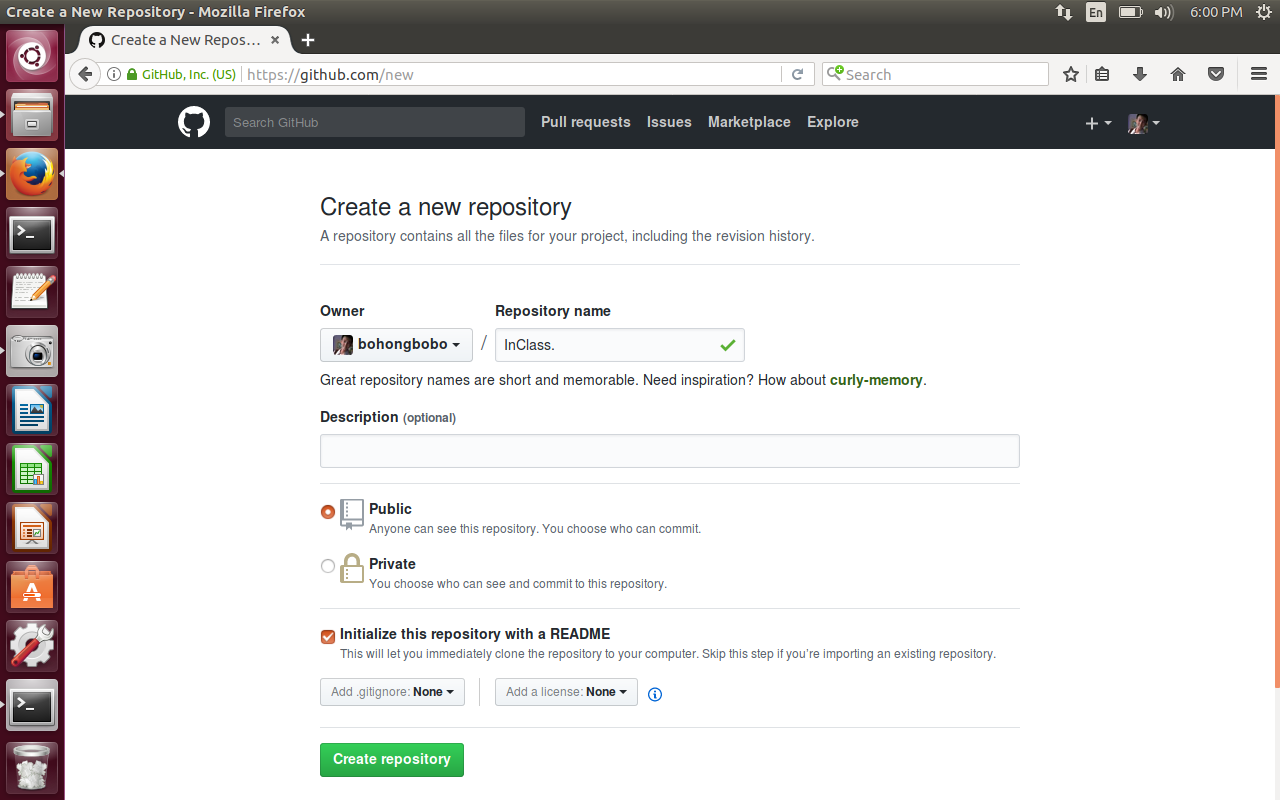 Create a New Repository - Mozilla Firefox
En
6:00 PM
Create a New Repos...
GitHub, Inc. (US)
https://github.com/new
Search
Search GitHub
Pull requests
Issues
Marketplace
Explore
Create a new repository
A repository contains all the files for your project, including the revision history.
Owner
Repository name
bohongbobo
/
InClass.
Great repository names are short and memorable. Need inspiration? How about curly-memory.
Description (optional)
Public
Anyone can see this repository. You choose who can commit.
Private
You choose who can see and commit to this repository.
Initialize this repository with a README
This will let you immediately clone the repository to your computer. Skip this step if you're importing an existing repository.
Add .gitignore: None
Add a license: None
Create repository